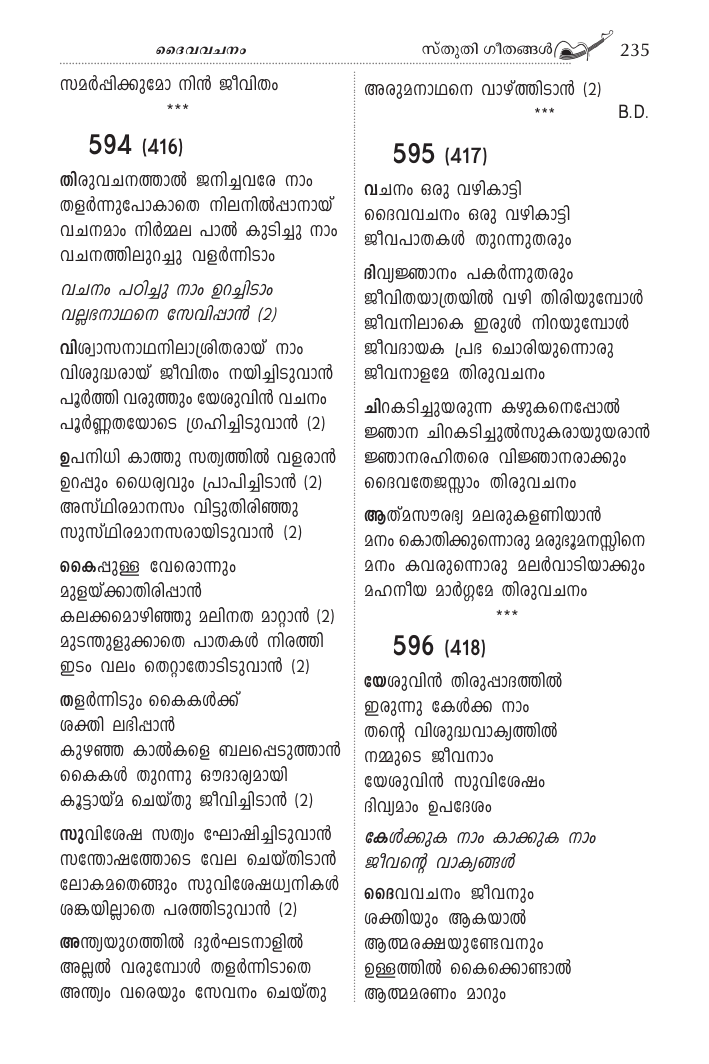 ദൈവവചനം
സ്തുതി ഗീതങ്ങൾ 235
സമർപ്പിക്കുമോ നിൻ ജീവിതം
***
594 (416)
തിരുവചനത്താൽ ജനിച്ചവരേ നാം
തളർന്നുപോകാതെ നിലനിൽപ്പാനായ്
വചനമാം നിർമ്മല പാൽ കുടിച്ചു നാം
വചനത്തിലുറച്ചു വളർന്നിടാം
വചനം പഠിച്ചു നാം ഉറച്ചിടാം
വല്ലഭനാഥനെ സേവിപ്പാൻ (2)
വിശ്വാസനാഥനിലാശ്രിതരായ് നാം
വിശുദ്ധരായ് ജീവിതം നയിച്ചിടുവാൻ
പൂർത്തി വരുത്തും യേശുവിൻ വചനം
പൂർണ്ണതയോടെ ഗ്രഹിച്ചിടുവാൻ (2)
ഉപനിധി കാത്തു സത്യത്തിൽ വളരാൻ
ഉറപ്പും ധൈര്യവും പ്രാപിച്ചിടാൻ (2)
അസ്ഥിരമാനസം വിട്ടുതിരിഞ്ഞു
സുസ്ഥിരമാനസരായിടുവാൻ (2)
കൈപ്പുള്ള വേരൊന്നും
മുളയ്ക്കാതിരിപ്പാൻ
കലക്കമൊഴിഞ്ഞു മലിനത മാറ്റാൻ (2)
മുടന്തുളുക്കാതെ പാതകൾ നിരത്തി
ഇടം വലം തെറ്റാതോടിടുവാൻ (2)
തളർന്നിടും കൈകൾക്ക്
ശക്തി ലഭിപ്പാൻ
കുഴഞ്ഞ കാൽകളെ ബലപ്പെടുത്താൻ
കൈകൾ തുറന്നു ഔദാര്യമായി
കൂട്ടായ്മ ചെയ്തു ജീവിച്ചിടാൻ (2)
സുവിശേഷ സത്യം ഘോഷിച്ചിടുവാൻ
സന്തോഷത്തോടെ വേല ചെയ്തിടാൻ
ലോകമതെങ്ങും സുവിശേഷധ്വനികൾ
ശങ്കയില്ലാതെ പരത്തിടുവാൻ (2)
അന്ത്യയുഗത്തിൽ ദുർഘടനാളിൽ
അല്ലൽ വരുമ്പോൾ തളർന്നിടാതെ
അന്ത്യം വരെയും സേവനം ചെയ്തു
അരുമനാഥനെ വാഴ്ത്തിടാൻ (2)
*** B.D.
595 (417)
വചനം ഒരു വഴികാട്ടി
ദൈവവചനം ഒരു വഴികാട്ടി
ജീവപാതകൾ തുറന്നുതരും
ദിവ്യജ്ഞാനം പകർന്നുതരും
ജീവിതയാത്രയിൽ വഴി തിരിയുമ്പോൾ
ജീവനിലാകെ ഇരുൾ നിറയുമ്പോൾ
ജീവദായക പ്രഭ ചൊരിയുന്നൊരു
ജീവനാളമേ തിരുവചനം
ചിറകടിച്ചുയരുന്ന കഴുകനെപ്പോൽ
ജ്ഞാന ചിറകടിച്ചുൽസുകരായുയരാൻ
ജ്ഞാനരഹിതരെ വിജ്ഞാനരാക്കും
ദൈവതേജസ്സാം തിരുവചനം
ആത്മസൗരഭ്യ മലരുകളണിയാൻ
മനം കൊതിക്കുന്നൊരു മരുഭൂമനസ്സിനെ
മനം കവരുന്നൊരു മലർവാടിയാക്കും
മഹനീയ മാർഗ്ഗമേ തിരുവചനം
***
596 (418)
യേശുവിൻ തിരുപ്പാദത്തിൽ
ഇരുന്നു കേൾക്ക നാം
തന്റെ വിശുദ്ധവാക്യത്തിൽ
നമ്മുടെ ജീവനാം
യേശുവിൻ സുവിശേഷം
ദിവ്യമാം ഉപദേശം
കേൾക്കുക നാം കാക്കുക നാം
ജീവന്റെ വാക്യങ്ങൾ
ദൈവവചനം ജീവനും
ശക്തിയും ആകയാൽ
ആത്മരക്ഷയുണ്ടേവനും
ഉള്ളത്തിൽ കൈക്കൊണ്ടാൽ
ആത്മമരണം മാറും